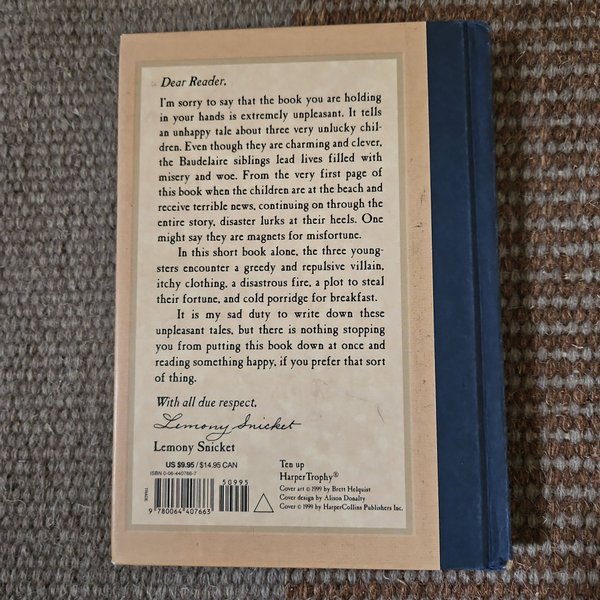 Dear Reader,
I'm sorry to say that the book you are holding
in your hands is extremely unpleasant. It tells
an unhappy tale about three very unlucky chil-
dren. Even though they are charming and clever,
the Baudelaire siblings lead lives filled with
misery and woe. From the very first page of
this book when the children are at the beach and
receive terrible news, continuing on through the
entire story, disaster lurks at their heels. One
might say they are magnets for misfortune.
In this short book alone, the three young-
sters encounter a greedy and repulsive villain,
itchy clothing, a disastrous fire, a plot to steal
their fortune, and cold porridge for breakfast.
It is my sad duty to write down these
unpleasant tales, but there is nothing stopping
you from putting this book down at once and
reading something happy, if you prefer that sort
of thing.
With all due respect,
Lemony Snicket
Lemony Snicket
US $9.95 / $14.95 CAN
ISBN 0-06-440766-7
50995
9 780064 407663
Ten up
HarperTrophy®
Cover art © 1999 by Brett Helquist
Cover design by Alison Donalty
Cover © 1999 by HarperCollins Publishers Inc.